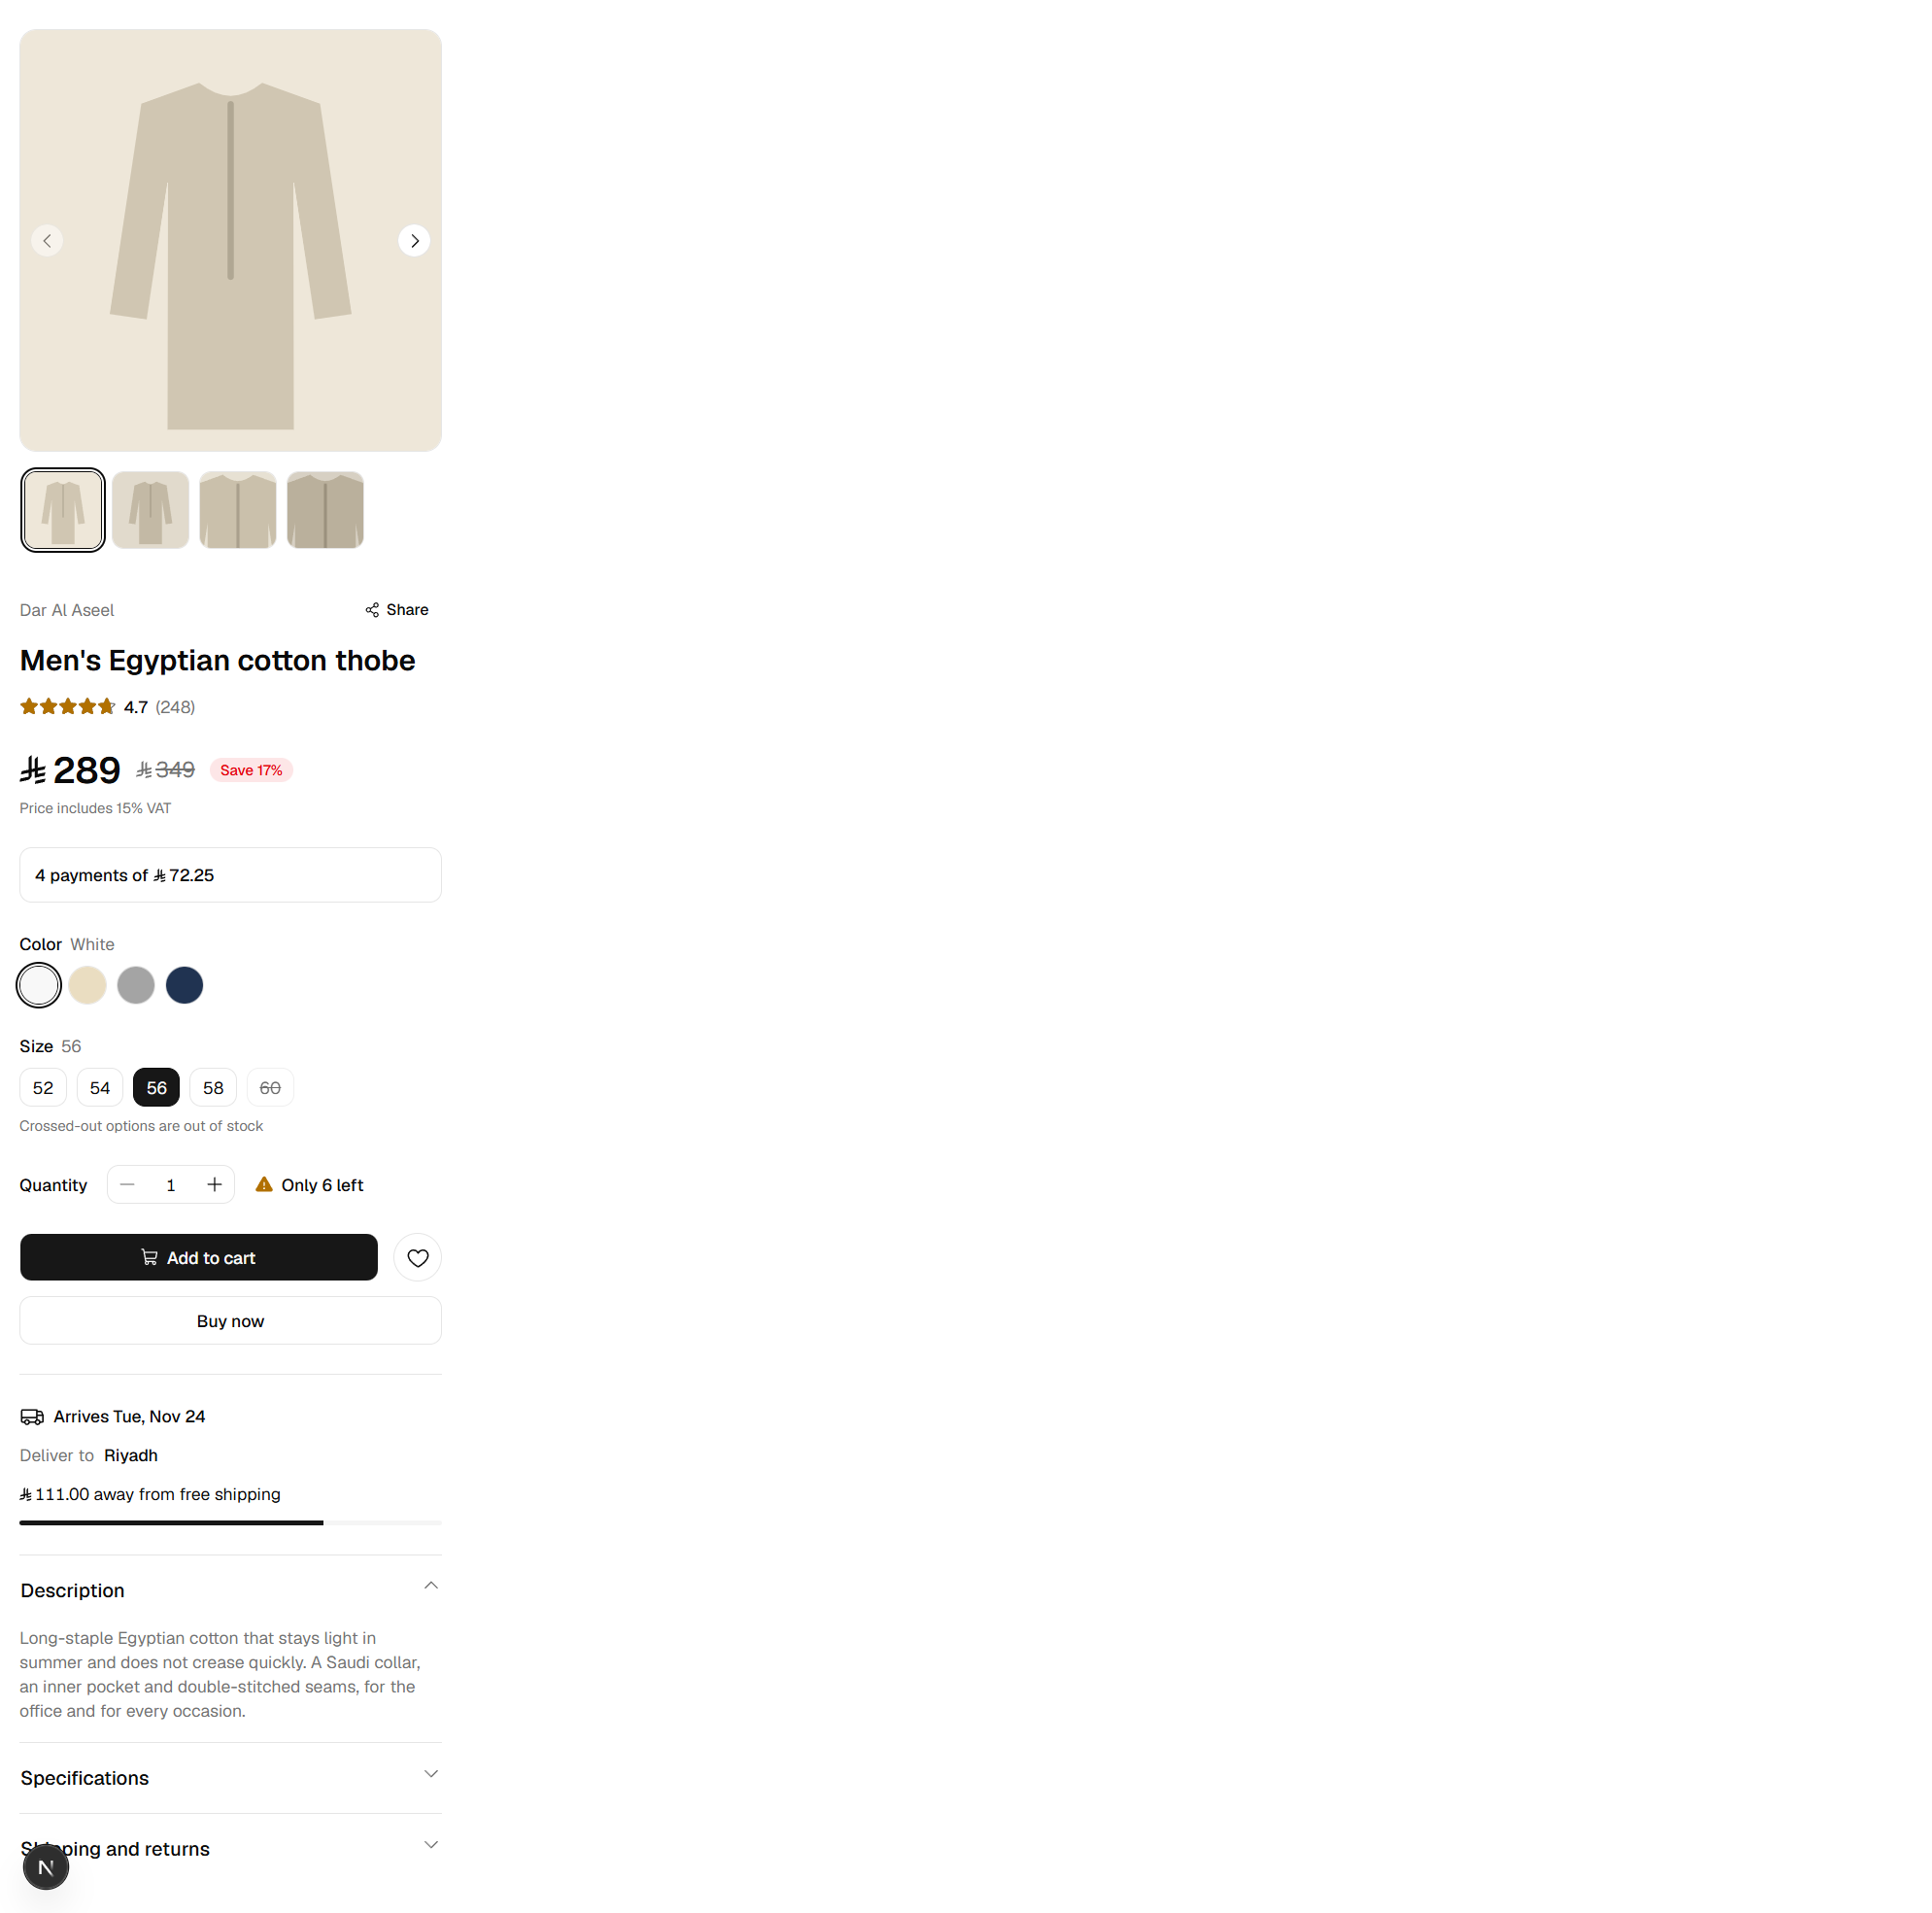 Dar Al Aseel
Share
Men's Egyptian cotton thobe
4.7 (248)
⃁ 289 ⃁ 349 Save 17%
Price includes 15% VAT
4 payments of ⃁ 72.25
Color White
Size 56
52 54 56 58 60
Crossed-out options are out of stock
Quantity 1 Only 6 left
Add to cart
Buy now
Arrives Tue, Nov 24
Deliver to Riyadh
⃁ 111.00 away from free shipping
Description
Long-staple Egyptian cotton that stays light in
summer and does not crease quickly. A Saudi collar,
an inner pocket and double-stitched seams, for the
office and for every occasion.
Specifications
and returns
N